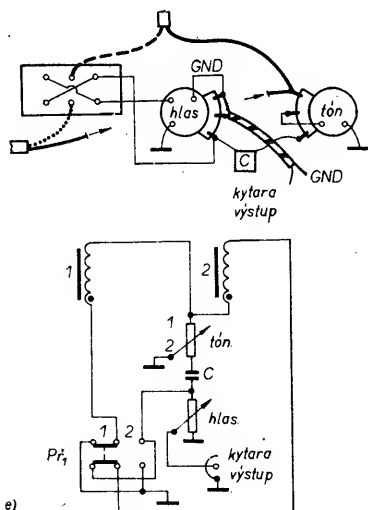 GND
hlas
tón
C
GND
kytara
výstup
1
2
1
2
tón.
C
1
2
hlas.
Př1
kytara
výstup
e)